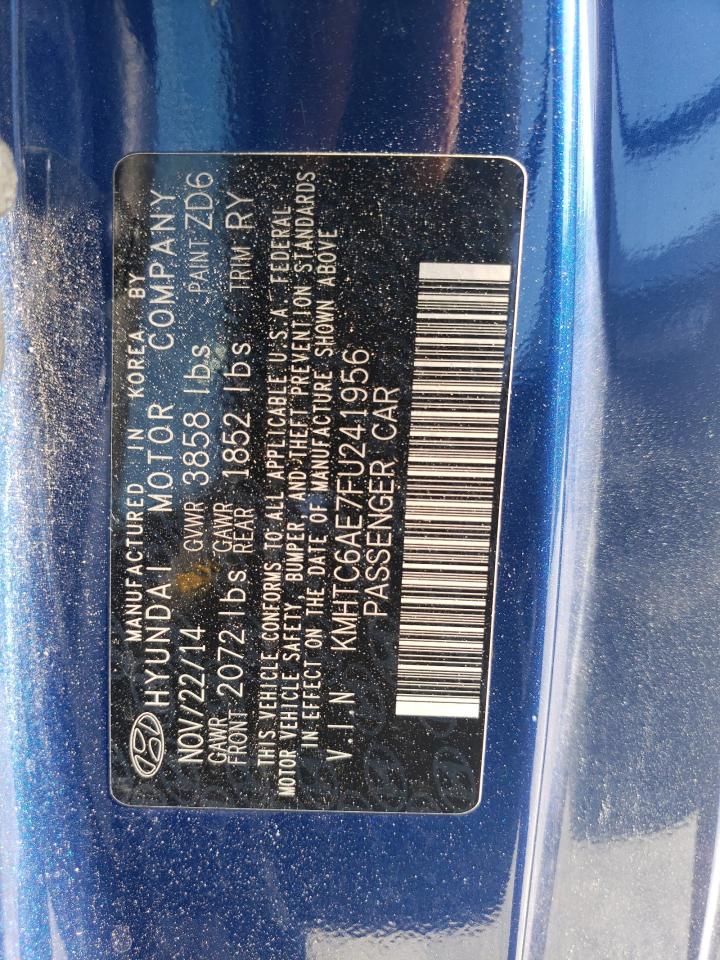 MANUFACTURED IN KOREA BY
HYUNDAI MOTOR COMPANY
NOV/22/14 GVWR 3858 lbs PAINT ZD6
GAWR FRONT 2072 lbs GAWR REAR 1852 lbs TRIM RY
THIS VEHICLE CONFORMS TO ALL APPLICABLE U.S.A FEDERAL
MOTOR VEHICLE SAFETY, BUMPER, AND THEFT PREVENTION STANDARDS
IN EFFECT ON THE DATE OF MANUFACTURE SHOWN ABOVE
V.I.N KMHTC6AE7FU241956
PASSENGER CAR